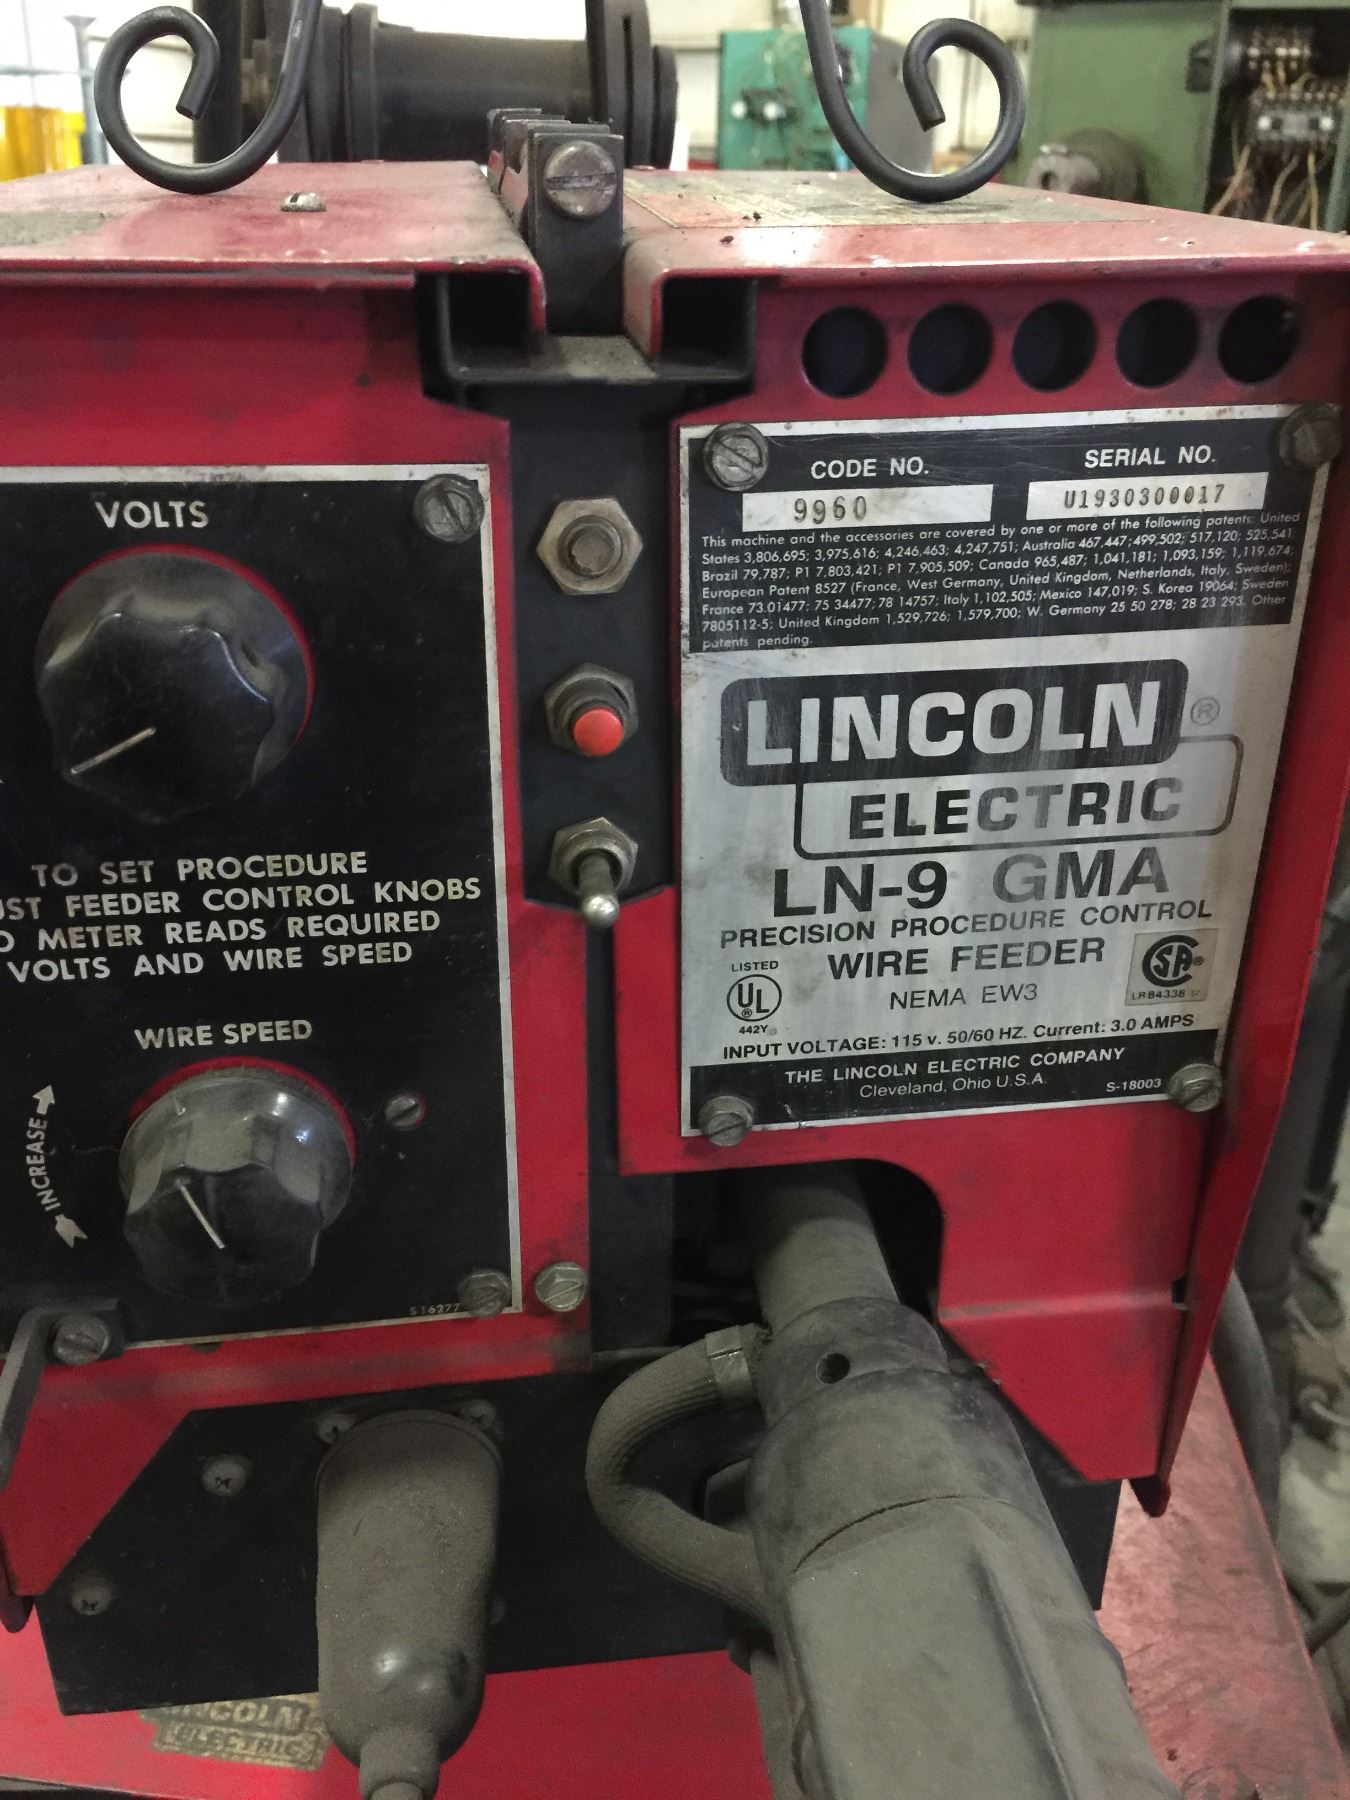 VOLTS
TO SET PROCEDURE
FEEDER CONTROL KNOBS
METER READS REQUIRED
VOLTS AND WIRE SPEED
WIRE SPEED
INCREASE
S16277
CODE NO.
9960
SERIAL NO.
U1930300017
This machine and the accessories are covered by one or more of the following patents: United
States 3,806,695; 3,975,616; 4,246,463; 4,247,751; Australia 467,447; 499,502; 517,120; 525,541
Brazil 79,787; P1 7,803,421; P1 7,905,509; Canada 965,487; 1,041,181; 1,093,159; 1,119,674;
European Patent 8527 (France, West Germany, United Kingdom, Netherlands, Italy, Sweden);
France 73.01477; 75 34477; 78 14757; Italy 1,102,505; Mexico 147,019; S. Korea 19064; Sweden
7805112-5; United Kingdom 1,529,726; 1,579,700; W. Germany 25 50 278; 28 23 293. Other
patents pending.
LINCOLN ®
ELECTRIC
LN-9 GMA
PRECISION PROCEDURE CONTROL
WIRE FEEDER
NEMA EW3
LISTED
UL ®
442Y
SA ®
LR84338
INPUT VOLTAGE: 115 v. 50/60 HZ. Current: 3.0 AMPS
THE LINCOLN ELECTRIC COMPANY
Cleveland, Ohio U.S.A.
S-18003
LINCOLN
ELECTRIC